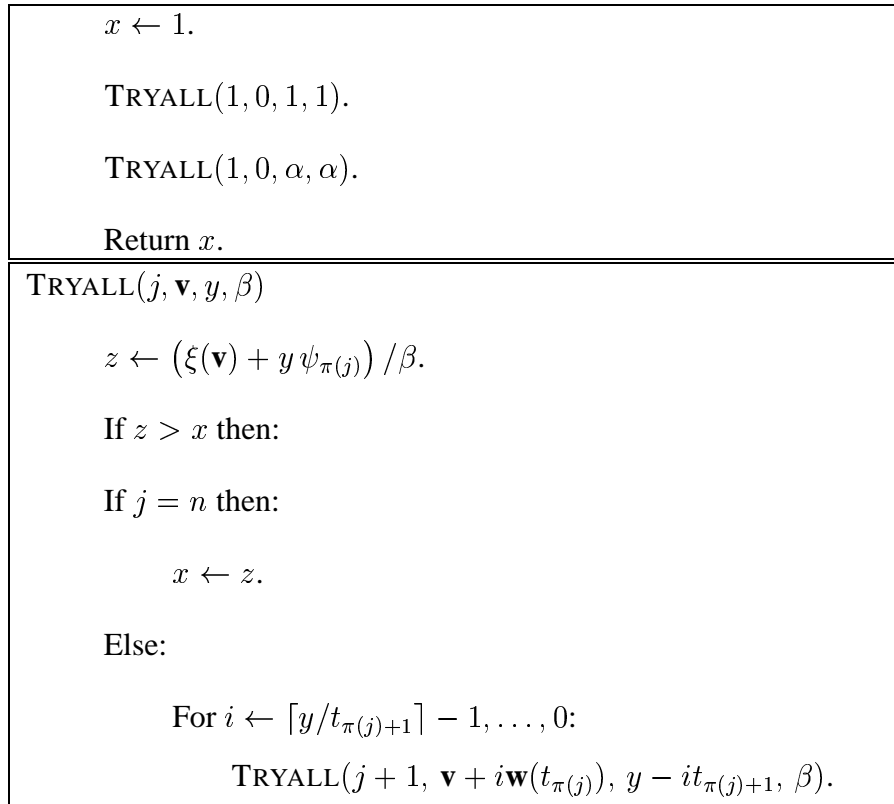 x ← 1.
TRYALL(1, 0, 1, 1).
TRYALL(1, 0, α, α).
Return x.
TRYALL(j, v, y, β)
z ← (ξ(v) + y ψ_{π(j)}) /β.
If z > x then:
If j = n then:
x ← z.
Else:
For i ← ⌈y/t_{π(j)+1}⌉ − 1, . . . , 0:
TRYALL(j + 1, v + iw(t_{π(j)}), y − it_{π(j)+1}, β).